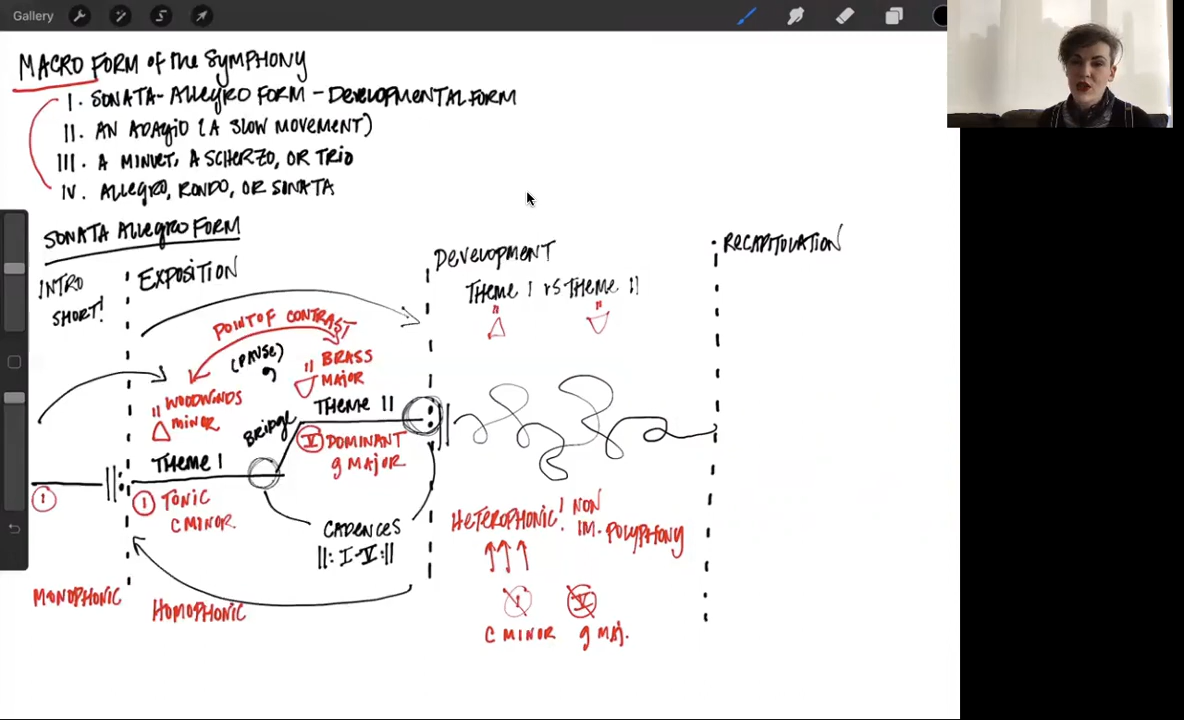 Gallery
MACRO FORM of the SYMPHONY
I. SONATA-ALLEGRO FORM - DEVELOPMENTAL FORM
II. AN ADAGIO (A SLOW MOVEMENT)
III. A MINUET, A SCHERZO, OR TRIO
IV. ALLEGRO, RONDO, OR SONATA
SONATA ALLEGRO FORM
INTRO
SHORT!
I
MONOPHONIC
EXPOSITION
POINT OF CONTRAST
(PAUSE)
WOODWINDS
MINOR
BRASS
MAJOR
THEME I
BRIDGE
THEME II
I TONIC
C MINOR
V DOMINANT
g MAJOR
CADENCES
||: I-V :||
HOMOPHONIC
DEVELOPMENT
THEME I VS THEME II
HETEROPHONIC! NON
IM. POLYPHONY
I V
C MINOR g MAJ.
RECAPITULATION